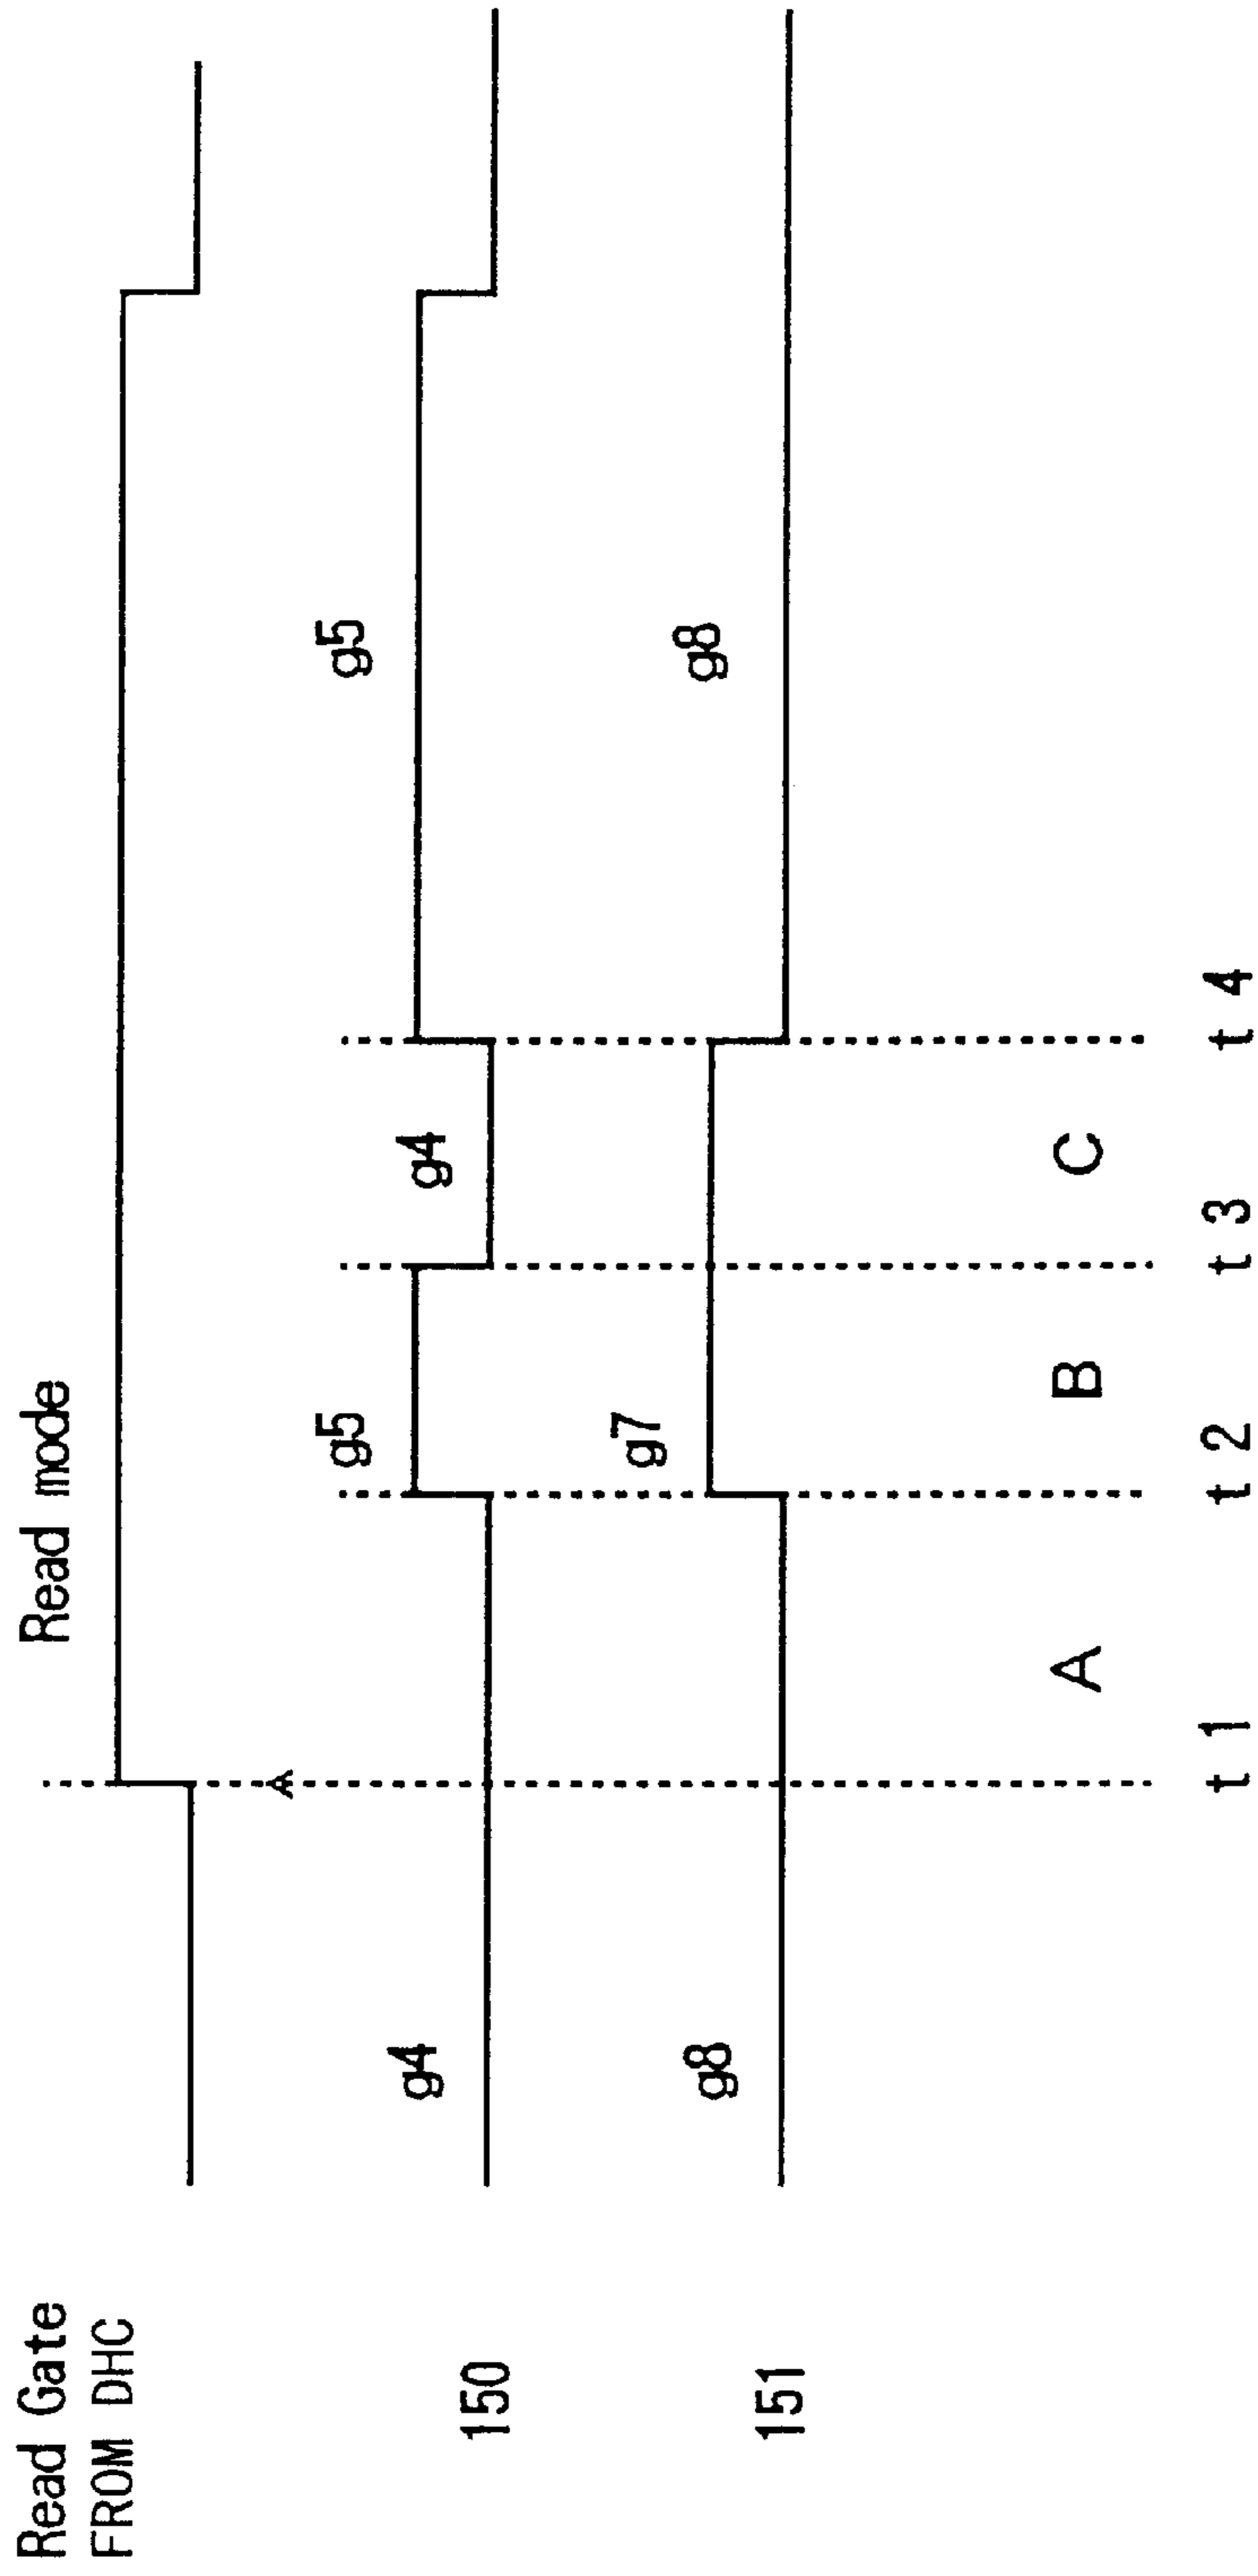 Read Gate
FROM DHC
Read mode
A
150
g4
g5
g4
g5
151
g8
g7
g8
A
B
C
t 1
t 2
t 3
t 4